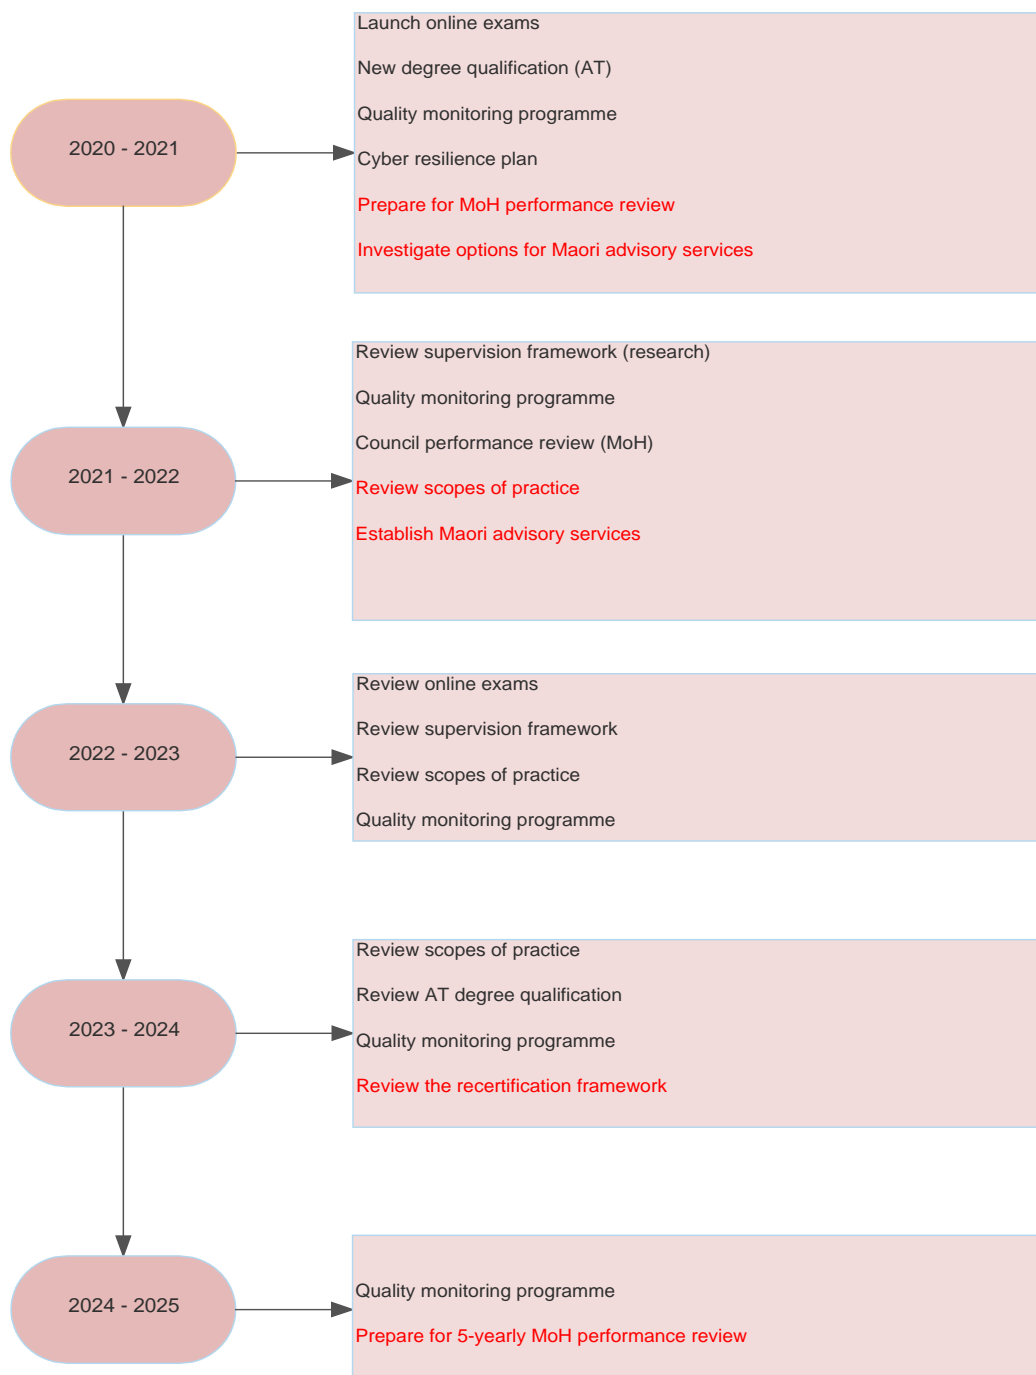 2020 - 2021
Launch online exams
New degree qualification (AT)
Quality monitoring programme
Cyber resilience plan
Prepare for MoH performance review
Investigate options for Maori advisory services
2021 - 2022
Review supervision framework (research)
Quality monitoring programme
Council performance review (MoH)
Review scopes of practice
Establish Maori advisory services
2022 - 2023
Review online exams
Review supervision framework
Review scopes of practice
Quality monitoring programme
2023 - 2024
Review scopes of practice
Review AT degree qualification
Quality monitoring programme
Review the recertification framework
2024 - 2025
Quality monitoring programme
Prepare for 5-yearly MoH performance review